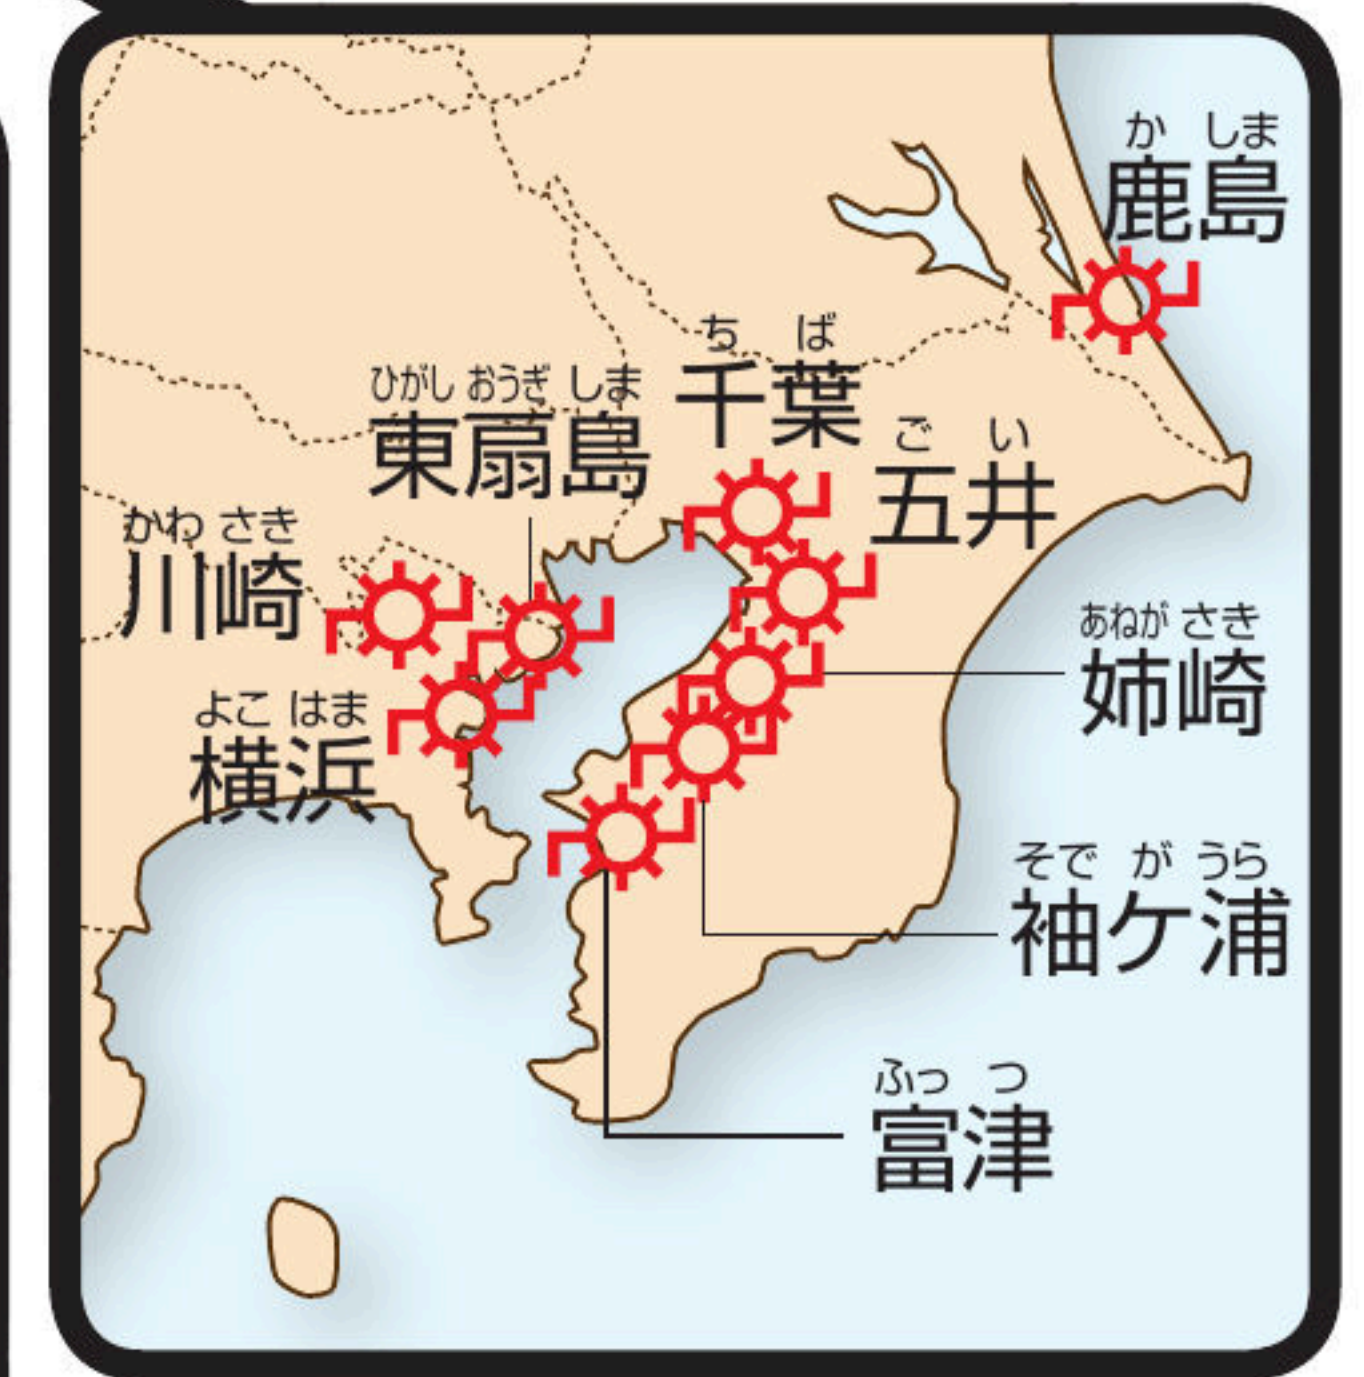 か しま
鹿島
ち ば
千葉
ひがし おうぎ しま
東扇島
ご い
五井
かわ さき
川崎
あねが さき
姉崎
よこ はま
横浜
そで が うら
袖ケ浦
ふっ つ
富津